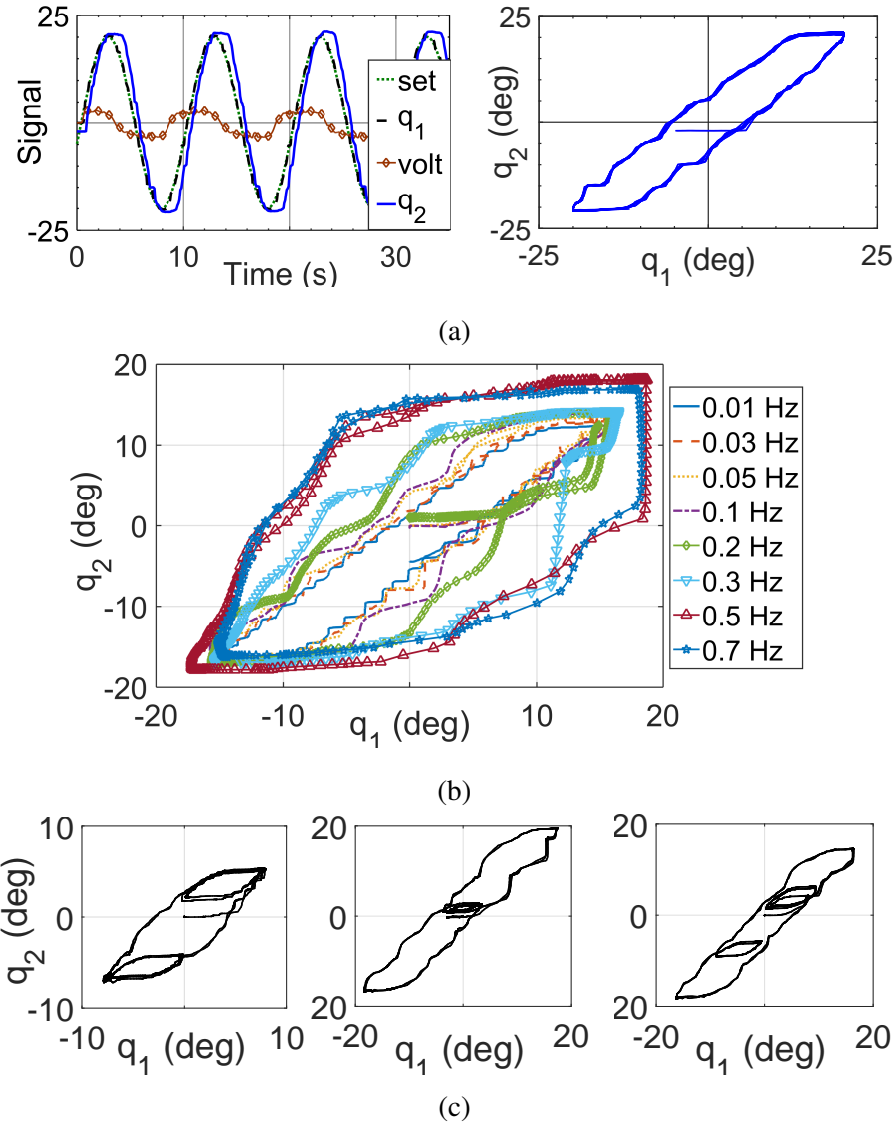 25
Signal
-25
0
10
30
Time (s)
set
q1
volt
q2
25
q2 (deg)
-25
-25
25
q1 (deg)
(a)
20
10
0
-10
-20
q2 (deg)
-20
-10
0
10
20
q1 (deg)
0.01 Hz
0.03 Hz
0.05 Hz
0.1 Hz
0.2 Hz
0.3 Hz
0.5 Hz
0.7 Hz
(b)
10
0
-10
q2 (deg)
-10
10
q1 (deg)
20
0
20
-20
20
q1 (deg)
20
0
20
-20
20
q1 (deg)
(c)